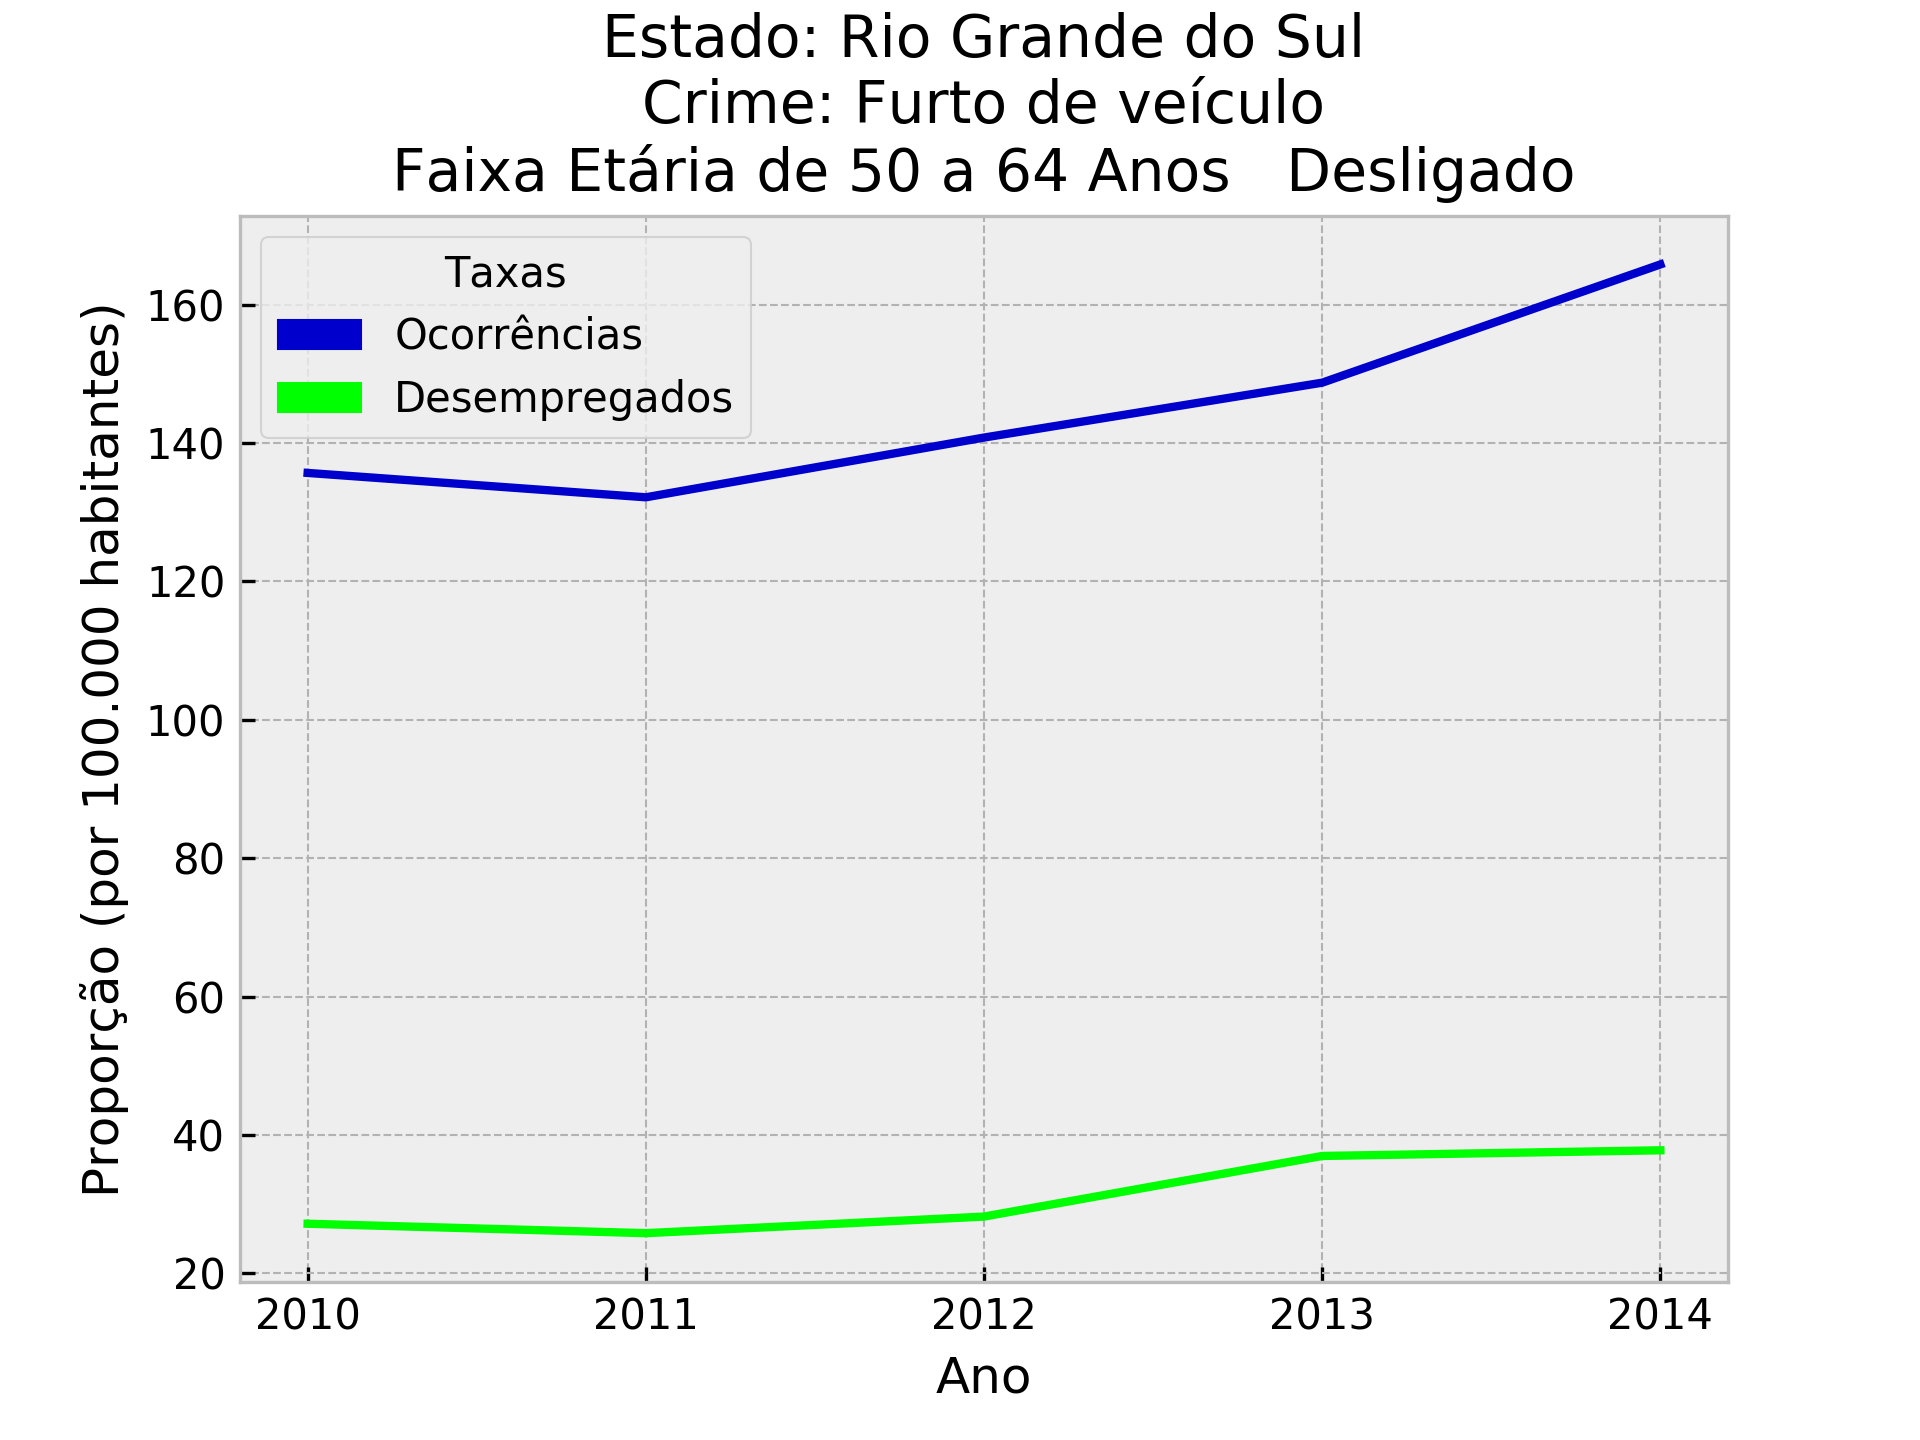 Estado: Rio Grande do Sul
Crime: Furto de veículo
Faixa Etária de 50 a 64 Anos   Desligado
Taxas
Ocorrências
Desempregados
Proporção (por 100.000 habitantes)
160
140
120
100
80
60
40
20
2010 2011 2012 2013 2014
Ano